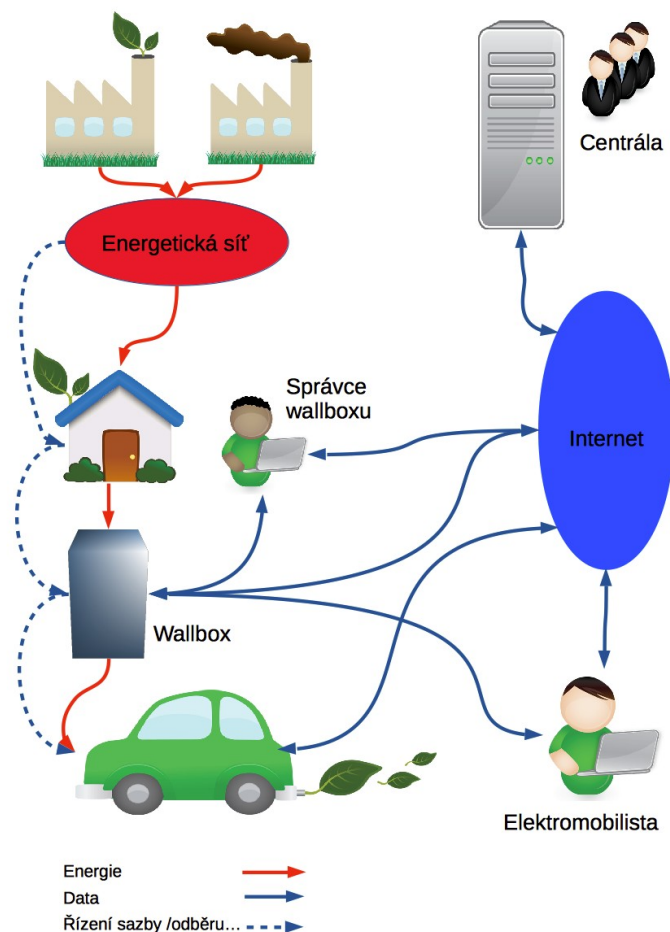 Centrála
Energetická síť
Správce
wallboxu
Internet
Wallbox
Elektromobilista
Energie
Data
Řízení sazby /odběru…